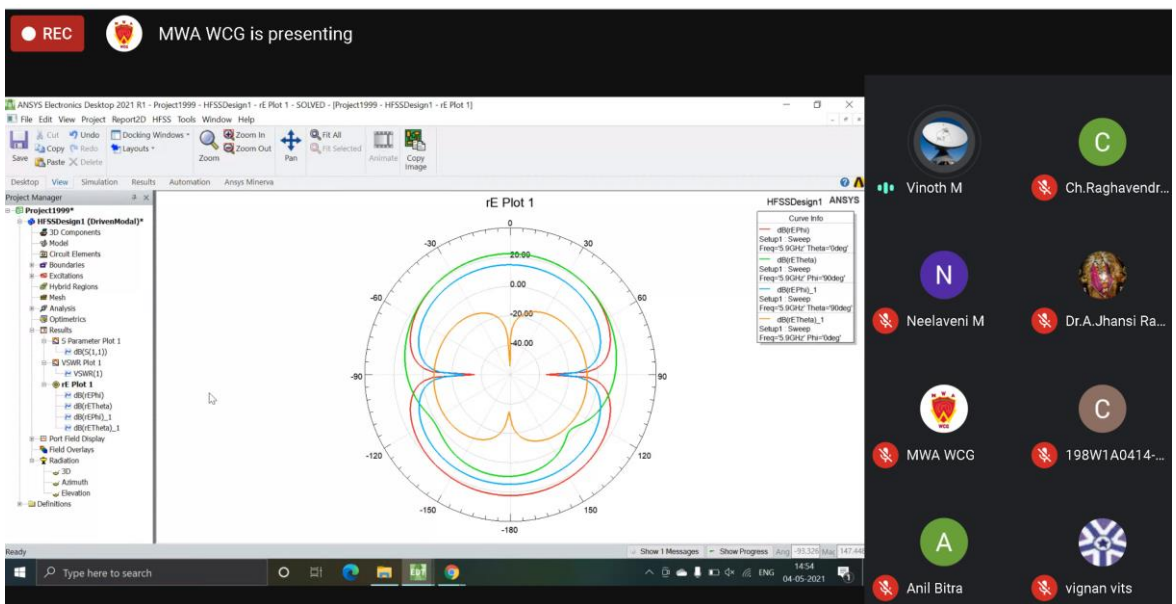 REC
MWA WCG is presenting
ANSYS Electronics Desktop 2021 R1 - Project1999 - HFSSDesign1 - rE Plot 1 - SOLVED - [Project1999 - HFSSDesign1 - rE Plot 1]
File Edit View Project Report2D HFSS Tools Window Help
Save
Cut Undo
Copy Redo
Paste Delete
Docking Windows
Layouts
Zoom
Zoom In
Zoom Out
Pan
Fit All
Fit Selected
Animate
Copy Image
Desktop View Simulation Results Automation Ansys Minerva
Project Manager
Project1999*
HFSSDesign1 (DrivenModal)*
3D Components
Model
Circuit Elements
Boundaries
Excitations
Hybrid Regions
Mesh
Analysis
Optimetrics
Results
S Parameter Plot 1
dB(S(1,1))
VSWR Plot 1
VSWR(1)
rE Plot 1
dB(rEPhi)
dB(rETheta)
dB(rEPhi)_1
dB(rETheta)_1
Port Field Display
Field Overlays
Radiation
3D
Azimuth
Elevation
Definitions
rE Plot 1
HFSSDesign1 ANSYS
0
-30 30
20.00
-60 0.00 60
-20.00
-40.00
-90 90
-120 120
-150 150
-180
Curve Info
dB(rEPhi)
Setup1 : Sweep
Freq='5.9GHz' Theta='0deg'
dB(rETheta)
Setup1 : Sweep
Freq='5.9GHz' Phi='90deg'
dB(rEPhi)_1
Setup1 : Sweep
Freq='5.9GHz' Theta='90deg'
dB(rETheta)_1
Setup1 : Sweep
Freq='5.9GHz' Phi='0deg'
Ready
Show 1 Messages Show Progress Ang -93.326 Mag 147.448
Type here to search
ENG
14:54
04-05-2021
Vinoth M
C
Ch.Raghavendr...
N
Neelaveni M
Dr.A.Jhansi Ra...
MWA WCG
C
198W1A0414-...
A
Anil Bitra
vignan vits